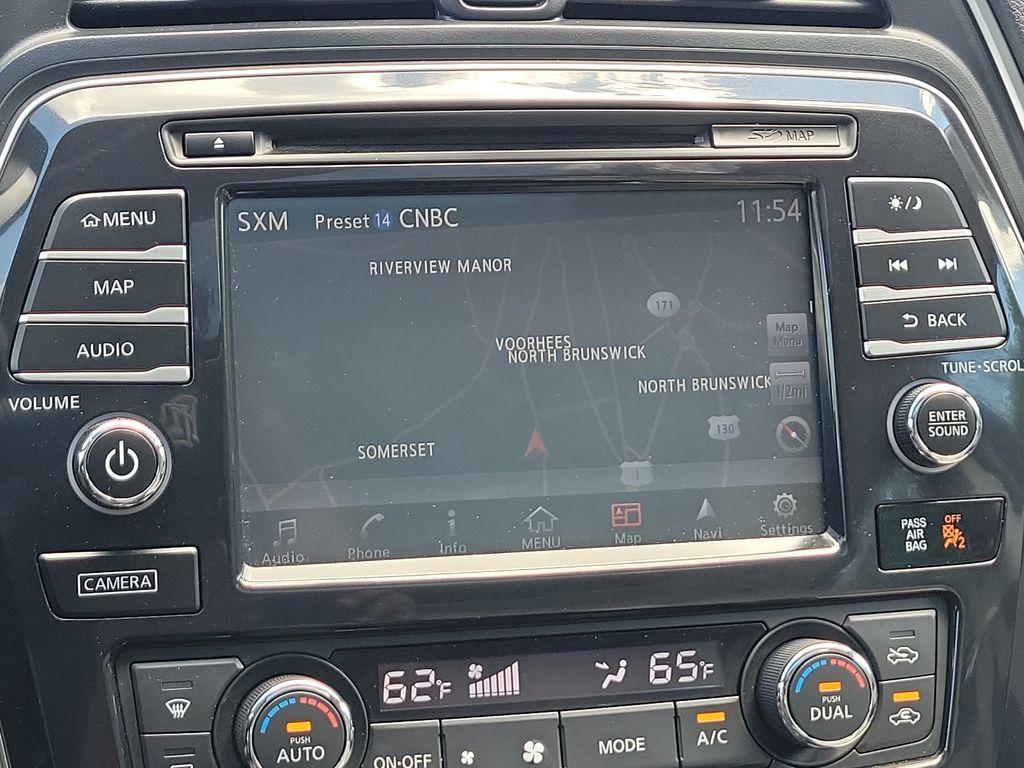 SD MAP
MENU
MAP
AUDIO
VOLUME
CAMERA
SXM Preset 14 CNBC 11:54
RIVERVIEW MANOR
171
VOORHEES
NORTH BRUNSWICK
NORTH BRUNSWICK
SOMERSET
130
1
Map
Menu
1/2mi
Audio Phone Info MENU Map Navi Settings
BACK
TUNE·SCROL
ENTER
SOUND
PASS
AIR
BAG
OFF
2
62°F 65°F
PUSH
AUTO
ON·OFF
MODE
A/C
PUSH
DUAL